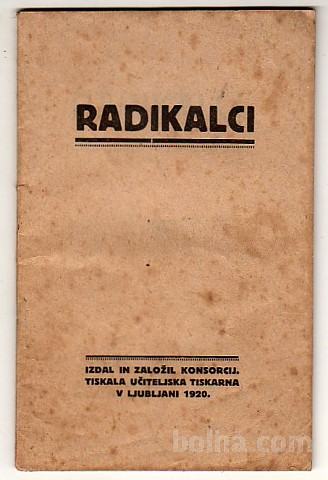 RADIKALCI
IZDAL IN ZALOŽIL KONSORCIJ.
TISKALA UČITELJSKA TISKARNA
V LJUBLJANI 1920.
bolha.com